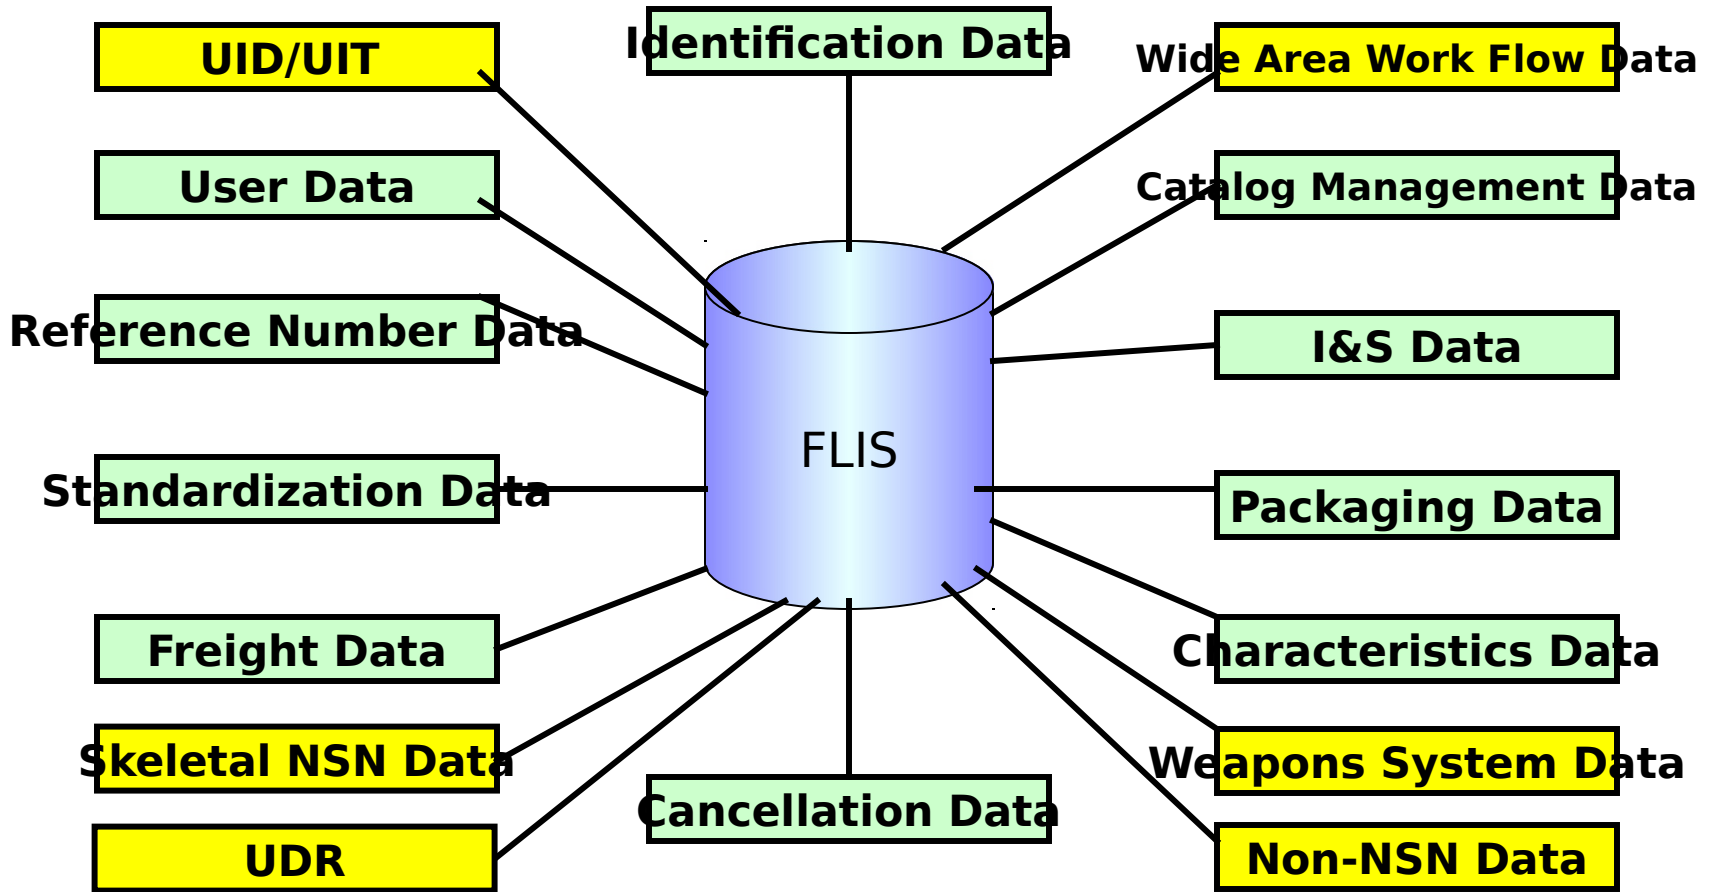 Identification Data
UID/UIT
Wide Area Work Flow Data
User Data
Catalog Management Data
Reference Number Data
I&S Data
FLIS
Standardization Data
Packaging Data
Freight Data
Characteristics Data
Skeletal NSN Data
Weapons System Data
Cancellation Data
UDR
Non-NSN Data